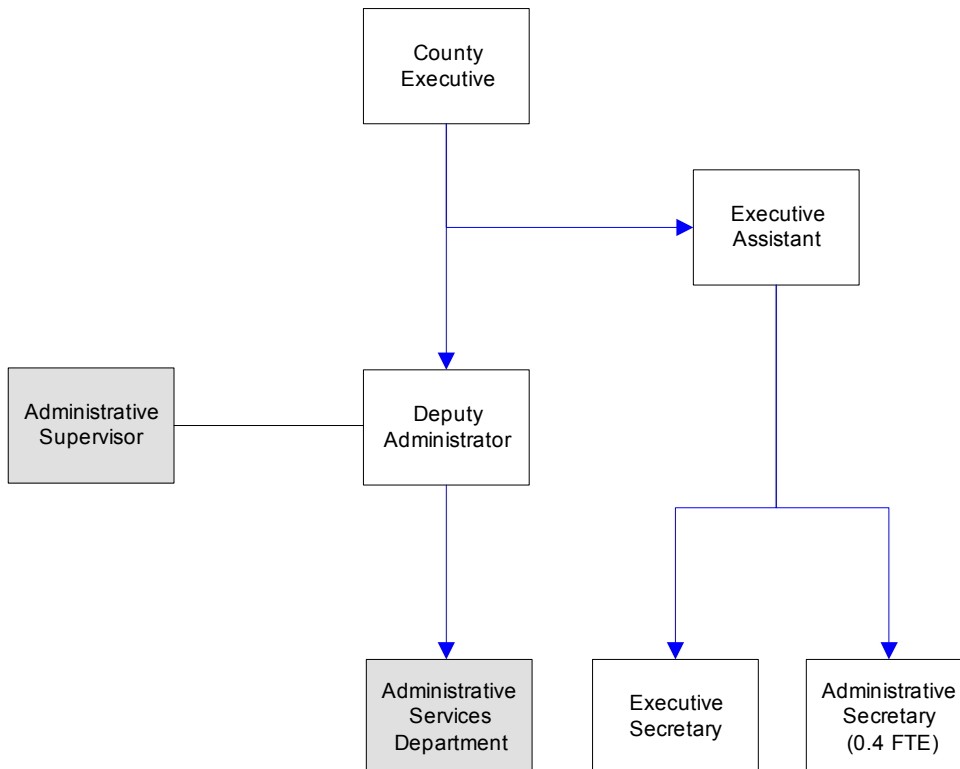 County
Executive
Executive
Assistant
Administrative
Supervisor
Deputy
Administrator
Administrative
Services
Department
Executive
Secretary
Administrative
Secretary
(0.4 FTE)